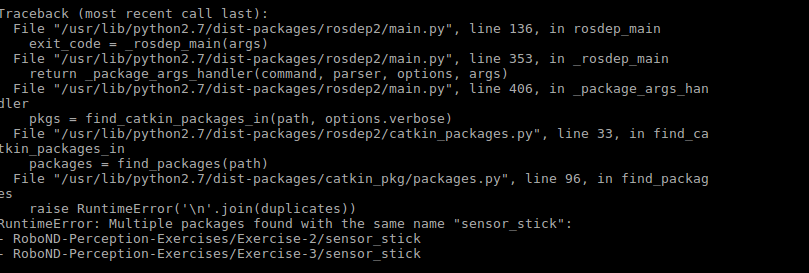 Traceback (most recent call last):
  File "/usr/lib/python2.7/dist-packages/rosdep2/main.py", line 136, in rosdep_main
    exit_code = _rosdep_main(args)
  File "/usr/lib/python2.7/dist-packages/rosdep2/main.py", line 353, in _rosdep_main
    return _package_args_handler(command, parser, options, args)
  File "/usr/lib/python2.7/dist-packages/rosdep2/main.py", line 406, in _package_args_han
dler
    pkgs = find_catkin_packages_in(path, options.verbose)
  File "/usr/lib/python2.7/dist-packages/rosdep2/catkin_packages.py", line 33, in find_ca
tkin_packages_in
    packages = find_packages(path)
  File "/usr/lib/python2.7/dist-packages/catkin_pkg/packages.py", line 96, in find_packag
es
    raise RuntimeError('\n'.join(duplicates))
RuntimeError: Multiple packages found with the same name "sensor_stick":
- RoboND-Perception-Exercises/Exercise-2/sensor_stick
- RoboND-Perception-Exercises/Exercise-3/sensor_stick